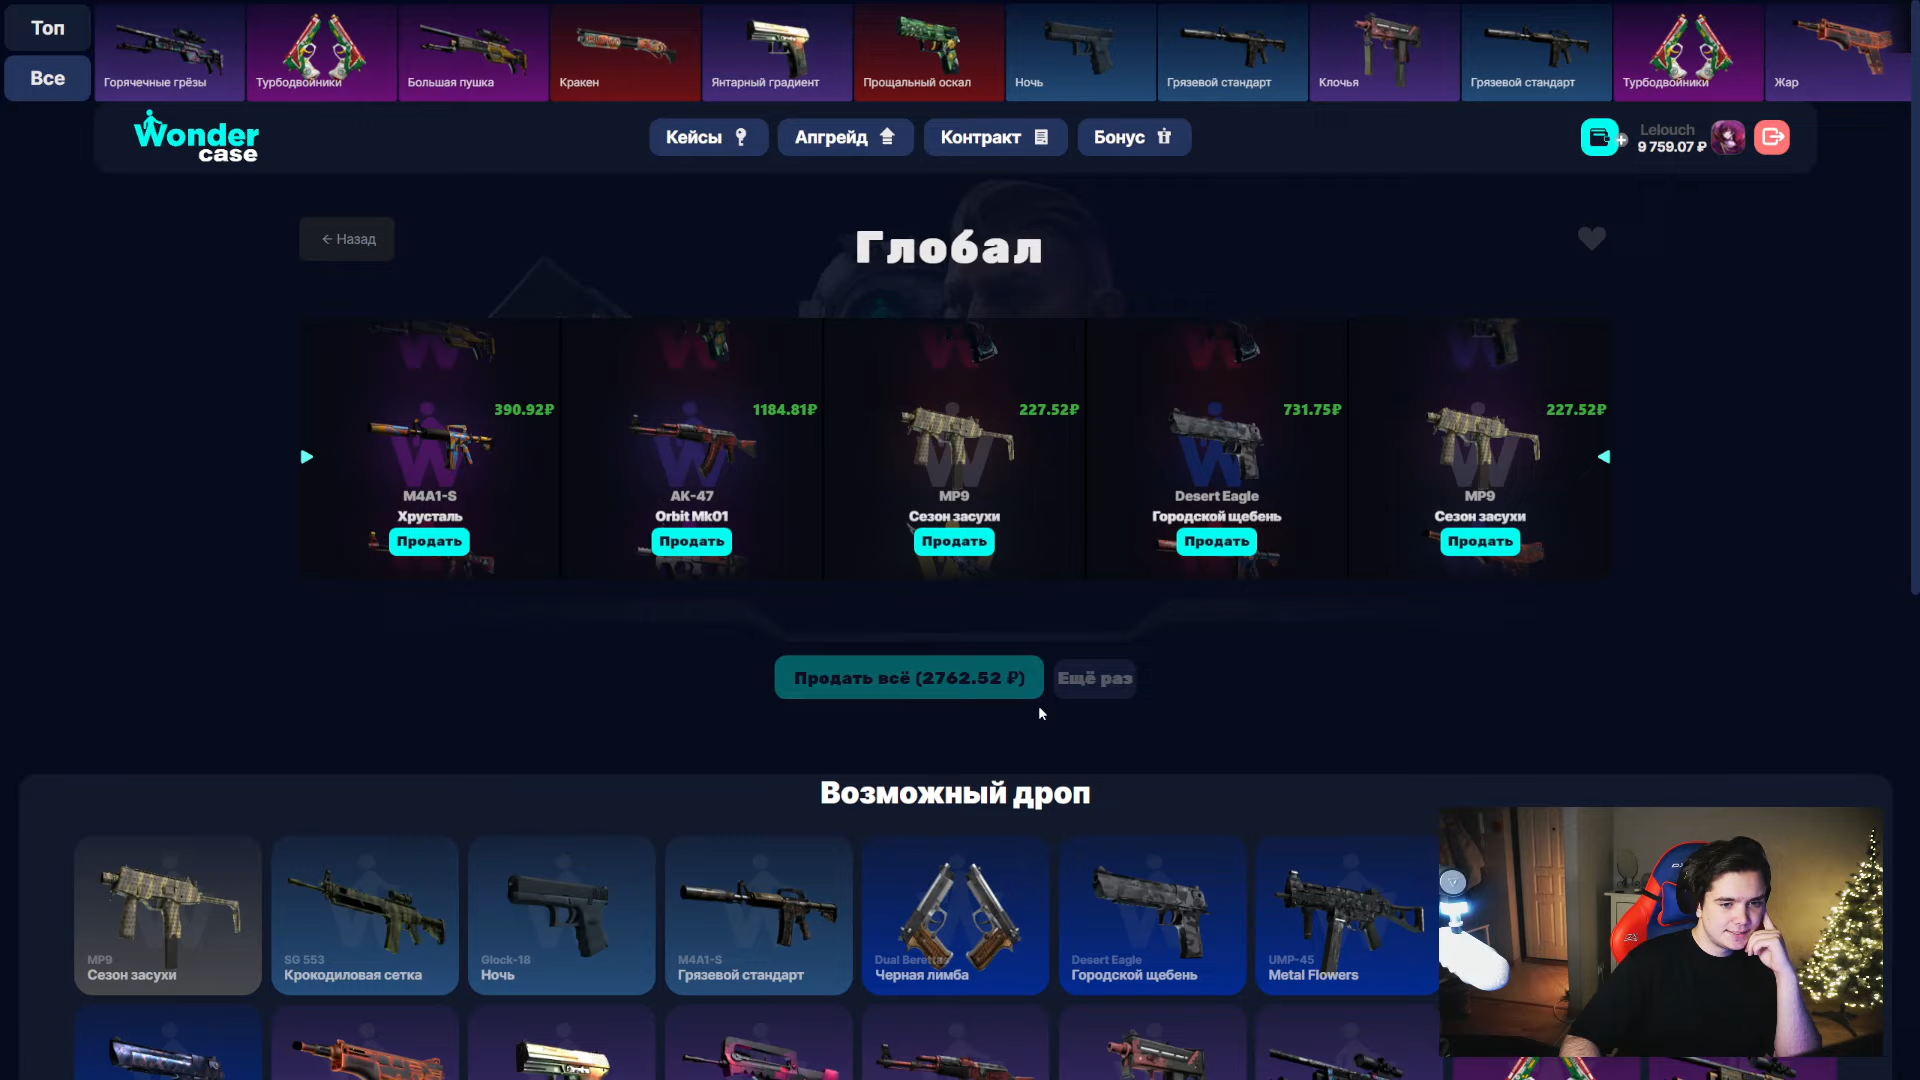 Топ
Все
Горячечные грёзы
Турбодвойники
Большая пушка
Кракен
Янтарный градиент
Прощальный оскал
Ночь
Грязевой стандарт
Клочья
Грязевой стандарт
Турбодвойники
Жар
Wonder
case
Кейсы
Апгрейд
Контракт
Бонус
Lelouch
9 759.07 ₽
← Назад
Глобал
390.92₽
1184.81₽
227.52₽
731.75₽
227.52₽
M4A1-S
AK-47
MP9
Desert Eagle
MP9
Хрусталь
Orbit Mk01
Сезон засухи
Городской щебень
Сезон засухи
Продать
Продать
Продать
Продать
Продать
Продать всё (2762.52 ₽)
Ещё раз
Возможный дроп
MP9
Сезон засухи
SG 553
Крокодиловая сетка
Glock-18
Ночь
M4A1-S
Грязевой стандарт
Dual Berettas
Черная лимба
Desert Eagle
Городской щебень
UMP-45
Metal Flowers